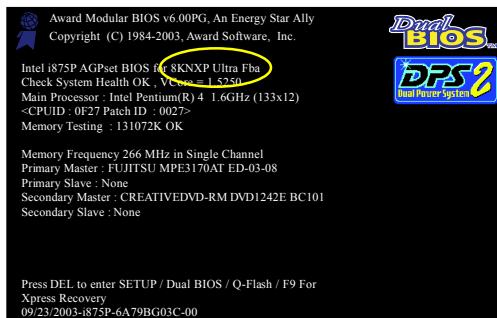 Award Modular BIOS v6.00PG, An Energy Star Ally
Copyright (C) 1984-2003, Award Software, Inc.
Dual
BIOS
Intel i875P AGPset BIOS for 8KNXP Ultra Fba
Check System Health OK , VCore = 1.5250
Main Processor : Intel Pentium(R) 4 1.6GHz (133x12)
<CPUID : 0F27 Patch ID : 0027>
Memory Testing : 131072K OK
DPS2
Dual Power System
Memory Frequency 266 MHz in Single Channel
Primary Master : FUJITSU MPE3170AT ED-03-08
Primary Slave : None
Secondary Master : CREATIVEDVD-RM DVD1242E BC101
Secondary Slave : None
Press DEL to enter SETUP / Dual BIOS / Q-Flash / F9 For
Xpress Recovery
09/23/2003-i875P-6A79BG03C-00